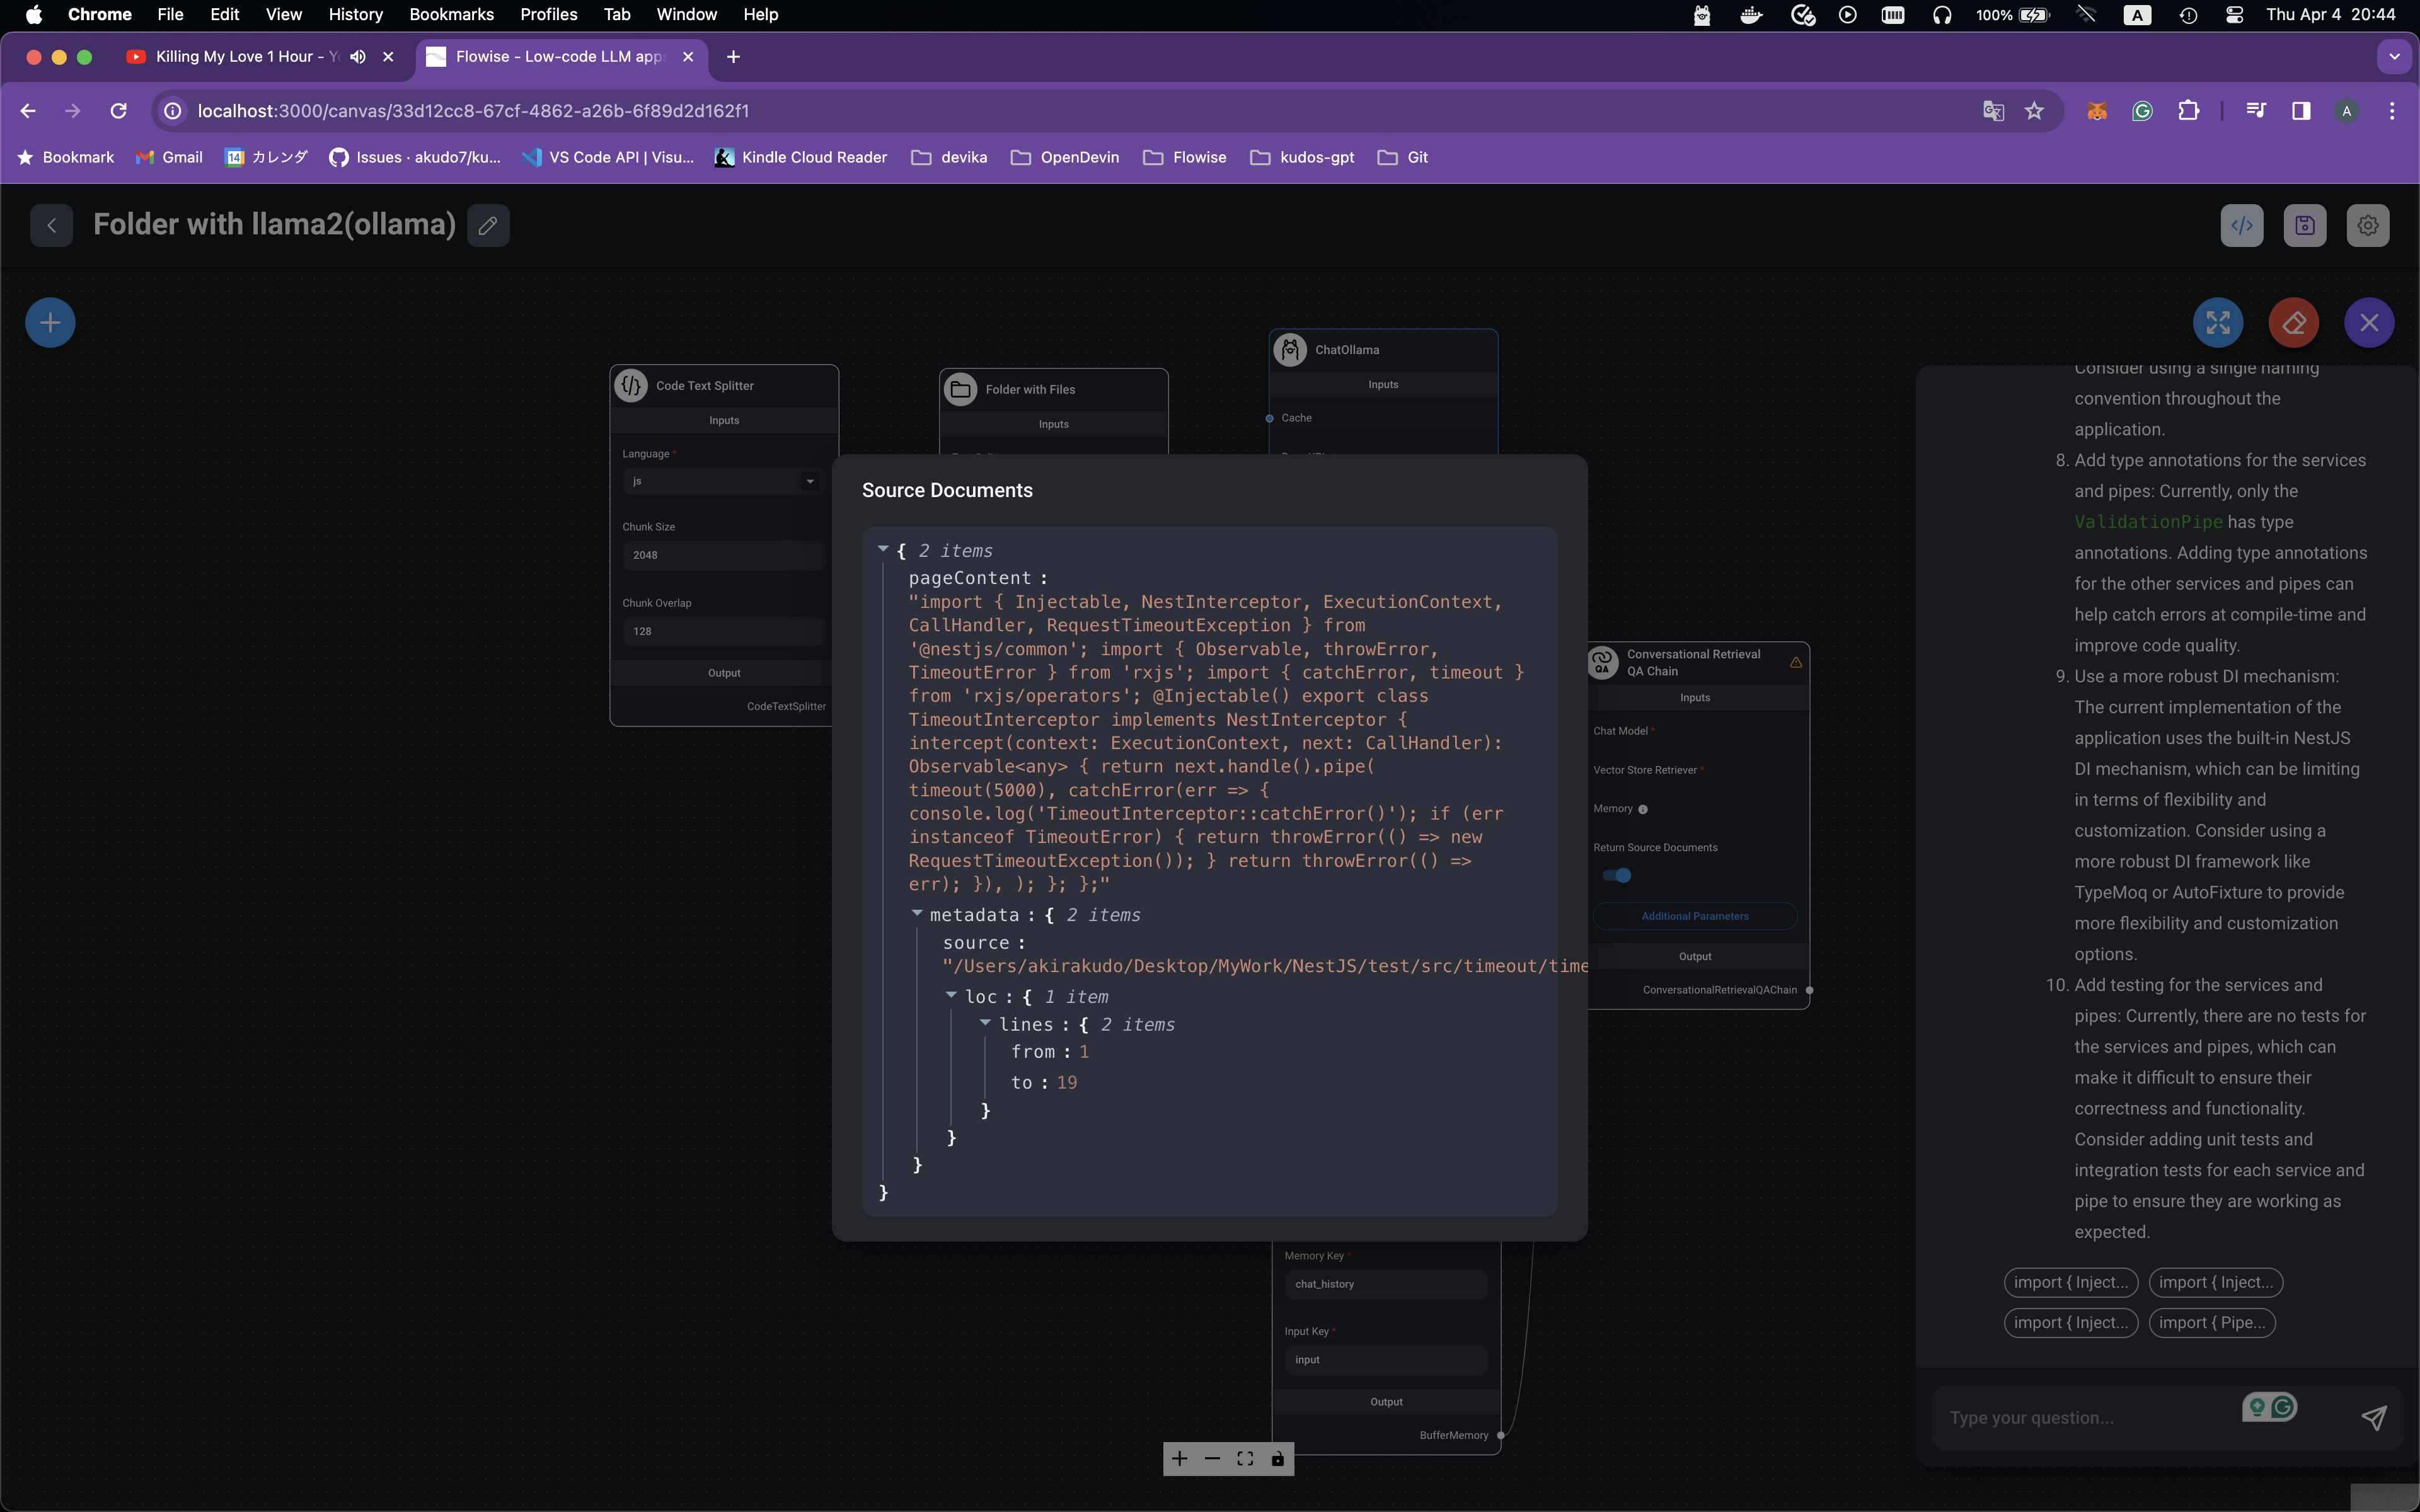 Chrome File Edit View History Bookmarks Profiles Tab Window Help
100%
A
Thu Apr 4 20:44
Killing My Love 1 Hour - Yo
Flowise - Low-code LLM apps
localhost:3000/canvas/33d12cc8-67cf-4862-a26b-6f89d2d162f1
A
Bookmark
Gmail
14
カレンダ
Issues · akudo7/ku...
VS Code API | Visu...
Kindle Cloud Reader
devika
OpenDevin
Flowise
kudos-gpt
Git
Folder with llama2(ollama)
Code Text Splitter
Inputs
Language *
js
Chunk Size
2048
Chunk Overlap
128
Output
CodeTextSplitter
Folder with Files
Inputs
ChatOllama
Inputs
Cache
Source Documents
{ 2 items
pageContent :
"import { Injectable, NestInterceptor, ExecutionContext,
CallHandler, RequestTimeoutException } from
'@nestjs/common'; import { Observable, throwError,
TimeoutError } from 'rxjs'; import { catchError, timeout }
from 'rxjs/operators'; @Injectable() export class
TimeoutInterceptor implements NestInterceptor {
intercept(context: ExecutionContext, next: CallHandler):
Observable<any> { return next.handle().pipe(
timeout(5000), catchError(err => {
console.log('TimeoutInterceptor::catchError()'); if (err
instanceof TimeoutError) { return throwError(() => new
RequestTimeoutException()); } return throwError(() =>
err); }), ); }; };"
metadata : { 2 items
source :
"/Users/akirakudo/Desktop/MyWork/NestJS/test/src/timeout/time
loc : { 1 item
lines : { 2 items
from : 1
to : 19
}
}
}
}
QA
Conversational Retrieval
QA Chain
Inputs
Chat Model *
Vector Store Retriever *
Memory
Return Source Documents
Additional Parameters
Output
ConversationalRetrievalQAChain
Memory Key *
chat_history
Input Key *
input
Output
BufferMemory
Consider using a single naming
convention throughout the
application.
8. Add type annotations for the services
and pipes: Currently, only the
ValidationPipe has type
annotations. Adding type annotations
for the other services and pipes can
help catch errors at compile-time and
improve code quality.
9. Use a more robust DI mechanism:
The current implementation of the
application uses the built-in NestJS
DI mechanism, which can be limiting
in terms of flexibility and
customization. Consider using a
more robust DI framework like
TypeMoq or AutoFixture to provide
more flexibility and customization
options.
10. Add testing for the services and
pipes: Currently, there are no tests for
the services and pipes, which can
make it difficult to ensure their
correctness and functionality.
Consider adding unit tests and
integration tests for each service and
pipe to ensure they are working as
expected.
import { Inject...
import { Inject...
import { Inject...
import { Pipe...
Type your question...